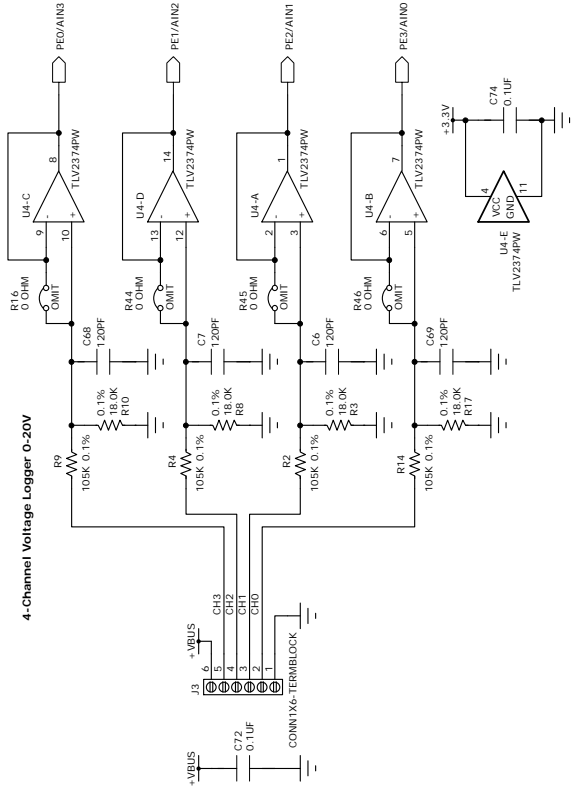 4-Channel Voltage Logger 0-20V
+VBUS
C72
0.1UF
+VBUS
J3
6
5
4
3
2
1
CONN1X6-TERMBLOCK
CH3
CH2
CH1
CH0
R9
105K 0.1%
0.1%
18.0K
R10
C68
120PF
R16
0 OHM
OMIT
U4-C
9
-
10
+
8
TLV2374PW
PE0/AIN3
R4
105K 0.1%
0.1%
18.0K
R8
C7
120PF
R44
0 OHM
OMIT
U4-D
13
-
12
+
14
TLV2374PW
PE1/AIN2
R2
105K 0.1%
0.1%
18.0K
R3
C6
120PF
R45
0 OHM
OMIT
U4-A
2
-
3
+
1
TLV2374PW
PE2/AIN1
R14
105K 0.1%
0.1%
18.0K
R17
C69
120PF
R46
0 OHM
OMIT
U4-B
6
-
5
+
7
TLV2374PW
PE3/AIN0
+3.3V
C74
0.1UF
4
VCC
GND
11
U4-E
TLV2374PW